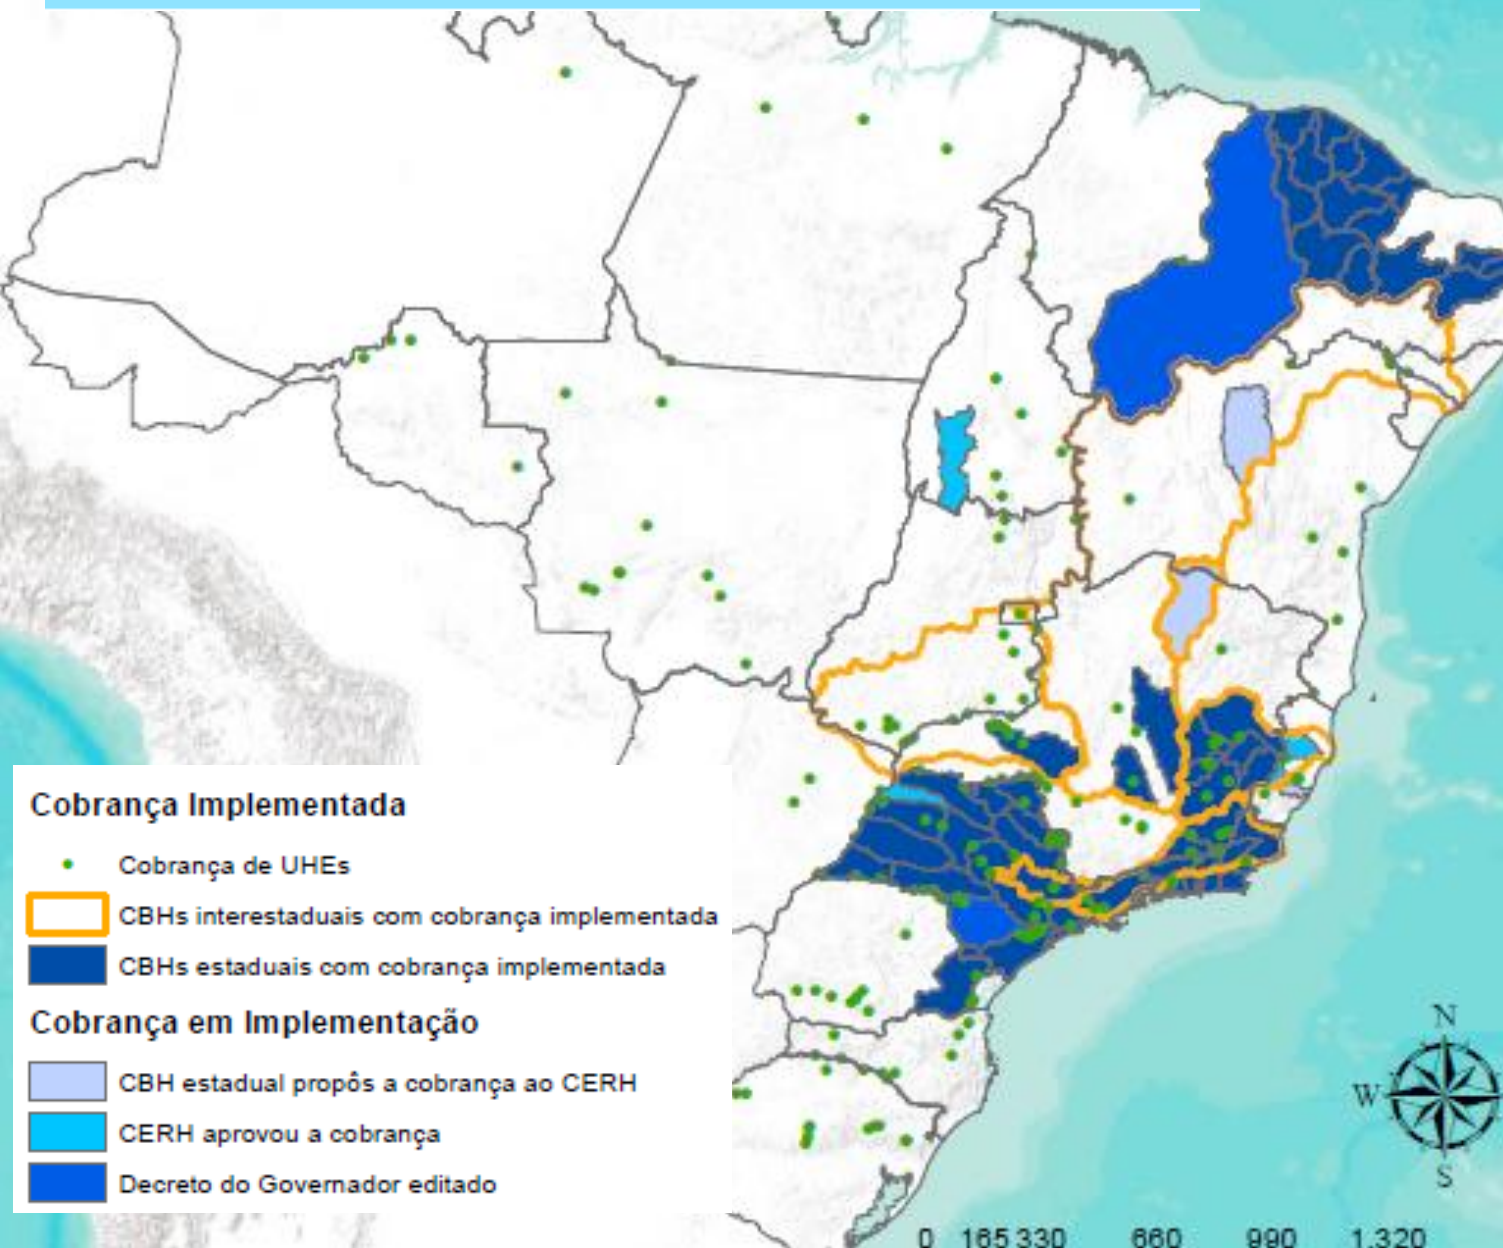 Cobrança Implementada
Cobrança de UHEs
CBHs interestaduais com cobrança implementada
CBHs estaduais com cobrança implementada
Cobrança em Implementação
CBH estadual propôs a cobrança ao CERH
CERH aprovou a cobrança
Decreto do Governador editado
N
W
S
0 165 330 660 990 1.320